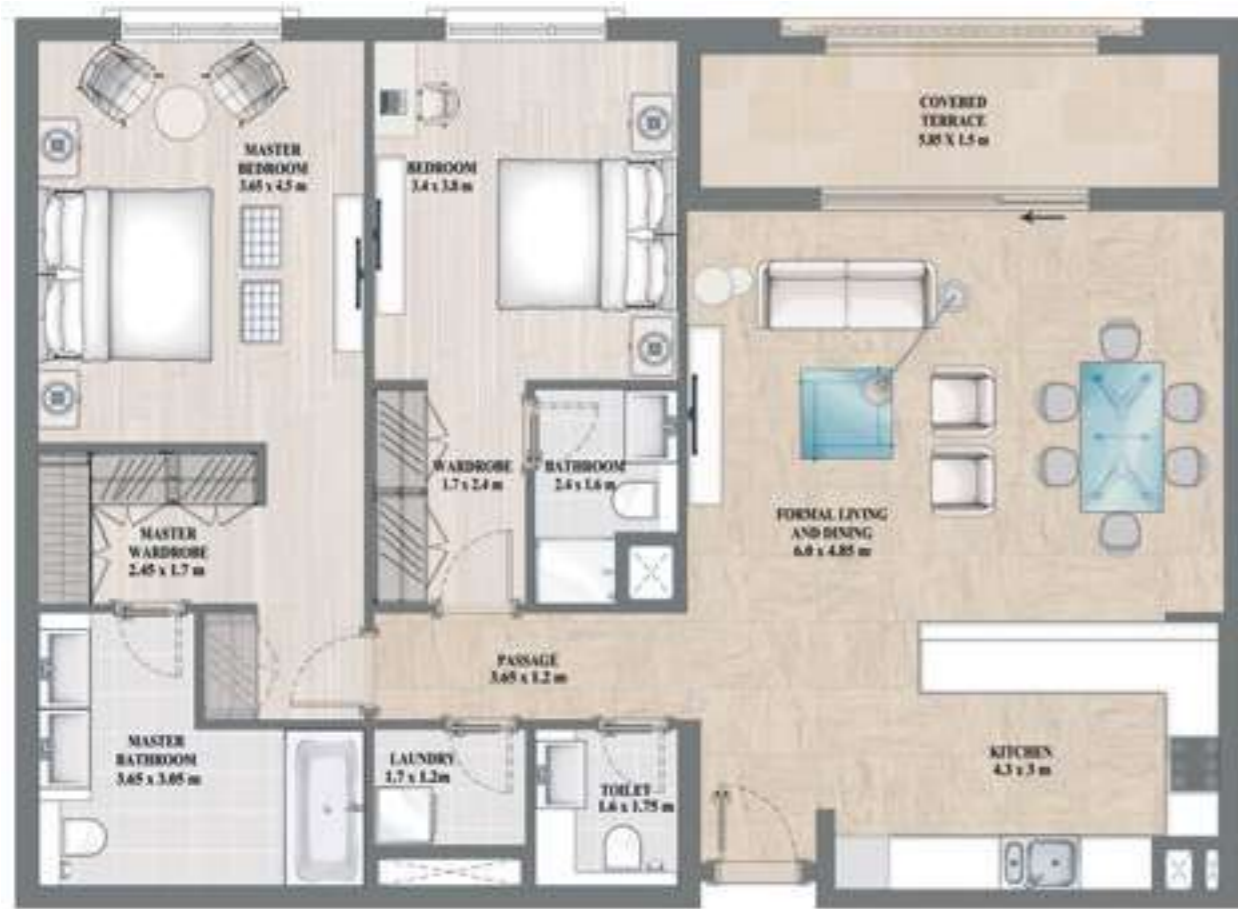 MASTER
BEDROOM
3.65 x 4.5 m
BEDROOM
3.4 x 3.8 m
COVERED
TERRACE
5.85 X 1.5 m
WARDROBE
1.7 x 2.4 m
BATHROOM
2.4 x 1.6 m
FORMAL LIVING
AND DINING
6.0 x 4.85 m
MASTER
WARDROBE
2.45 x 1.7 m
PASSAGE
3.65 x 1.2 m
MASTER
BATHROOM
3.65 x 3.05 m
LAUNDRY
1.7 x 1.2m
TOILET
1.6 x 1.75 m
KITCHEN
4.3 x 3 m